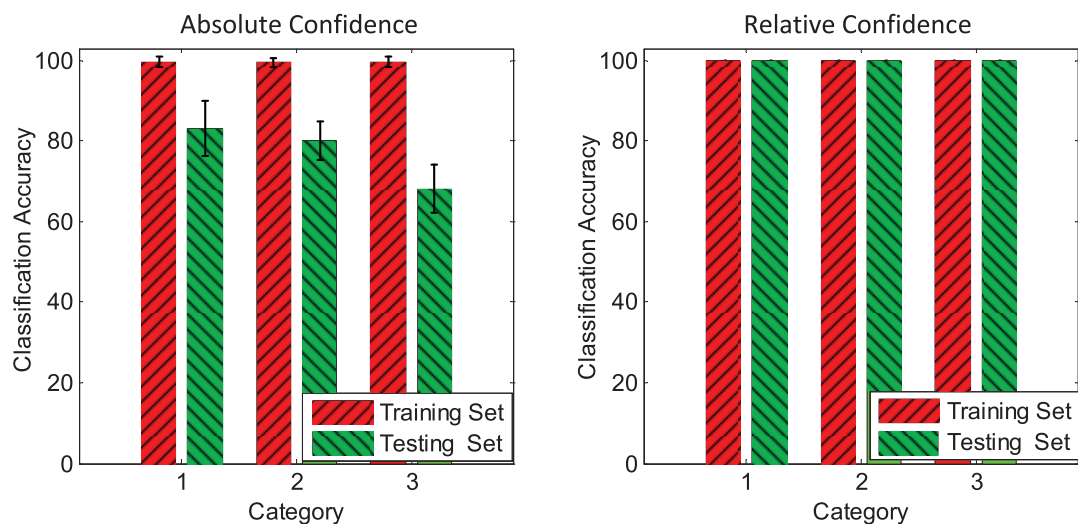 Absolute Confidence
Classification Accuracy
100
80
60
40
20
0
1 2 3
Category
Training Set
Testing Set
Relative Confidence
Classification Accuracy
100
80
60
40
20
0
1 2 3
Category
Training Set
Testing Set